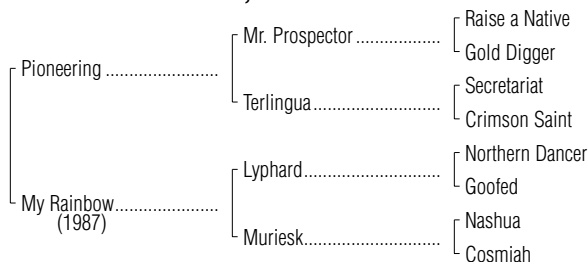 Raise a Native
Mr. Prospector ....................
Gold Digger
Pioneering ...........................
Secretariat
Terlingua...............................
Crimson Saint
Northern Dancer
Lyphard.................................
Goofed
My Rainbow.........................
(1987)
Nashua
Muriesk.................................
Cosmiah